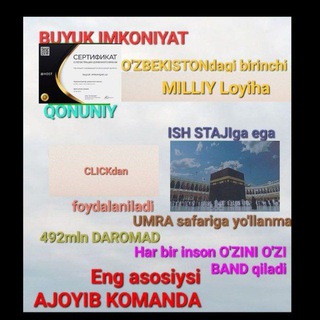 BUYUK IMKONIYAT
СЕРТИФИКАТ
O'ZBEKISTONdagi birinchi
MILLIY Loyiha
QONUNIY
ISH STAJIga ega
CLICKdan
foydalaniladi
UMRA safariga yo'llanma
492mln DAROMAD
Har bir inson O'ZINI O'ZI
BAND qiladi
Eng asosiysi
AJOYIB KOMANDA